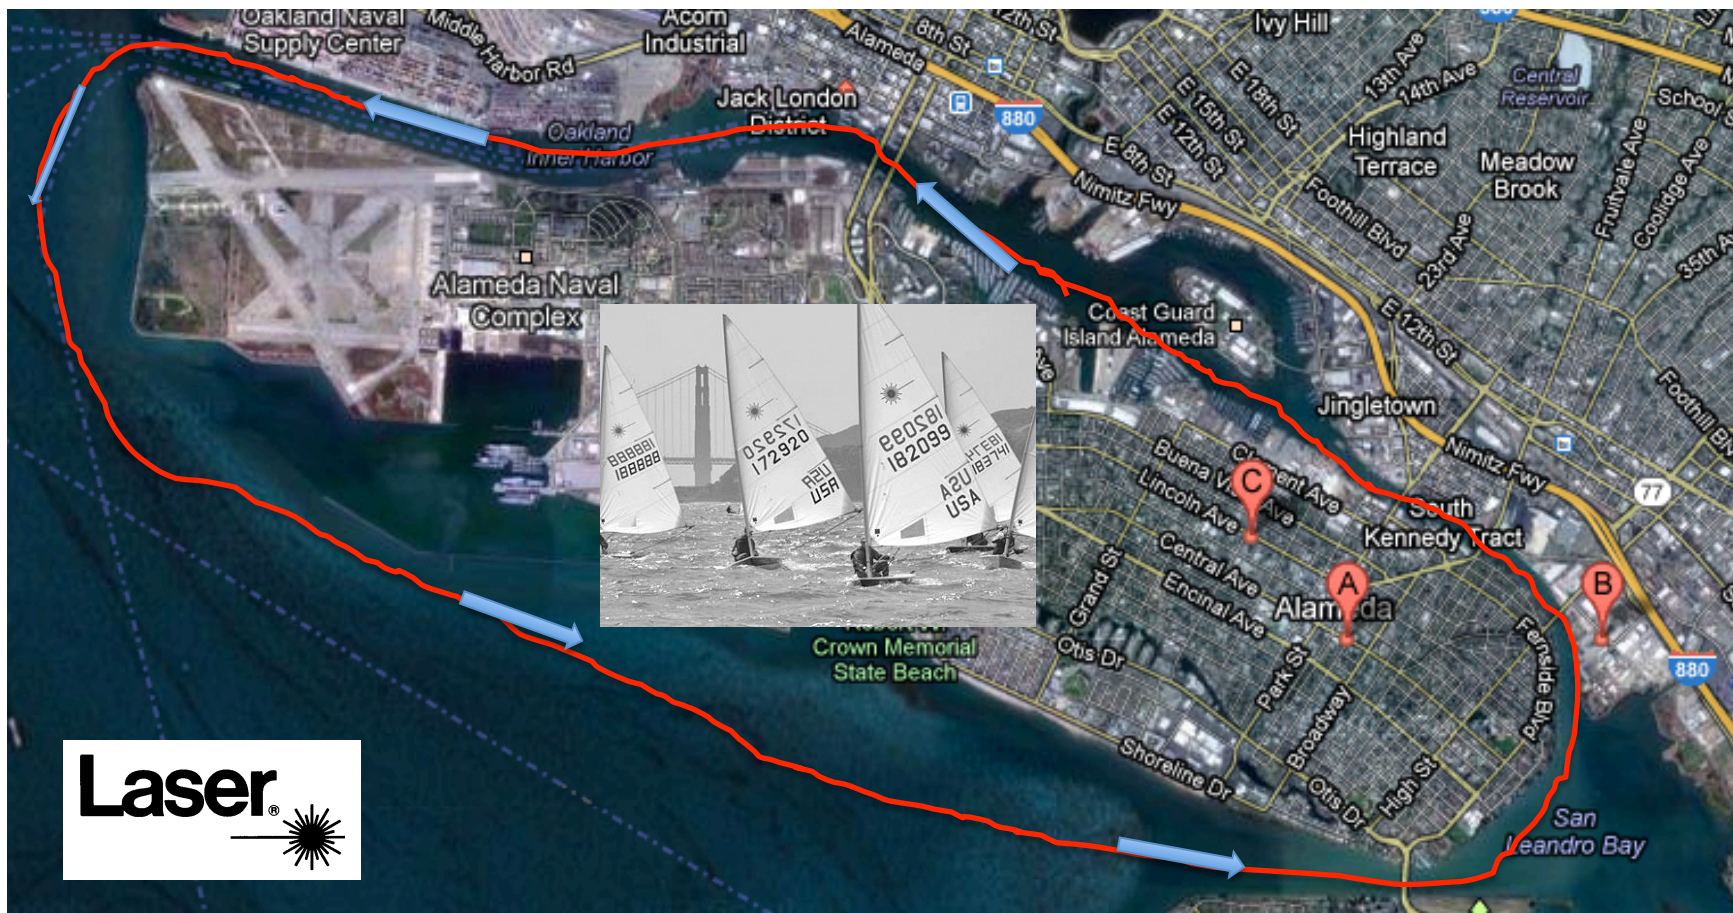 Oakland Naval
Supply Center
Middle Harbor Rd
Acorn
Industrial
Alameda
8th St
12th St
Ivy Hill
880
Jack London
District
Oakland
Inner Harbor
E 18th St
E 15th St
E 12th St
E 8th St
Nimitz Fwy
13th Ave
14th Ave
Central
Reservoir
School
Highland
Terrace
Meadow
Brook
Fruitvale Ave
Coolidge Ave
35th A
Foothill Blvd
23rd Ave
E 12th St
Foothill Blv
Google
Alameda Naval
Complex
Coast Guard
Island Alameda
Ave
Jingletown
Nimitz Fwy
77
Clement Ave
Buena Vista Ave
Lincoln Ave
Central Ave
Encinal Ave
Grand St
Otis Dr
South
Kennedy Tract
C
A
B
Alameda
Park St
Broadway
High St
Fernside Blvd
Otis Dr
Shoreline Dr
880
Crown Memorial
State Beach
San
Leandro Bay
188888
172920
USA
182099
USA
183741
Laser®